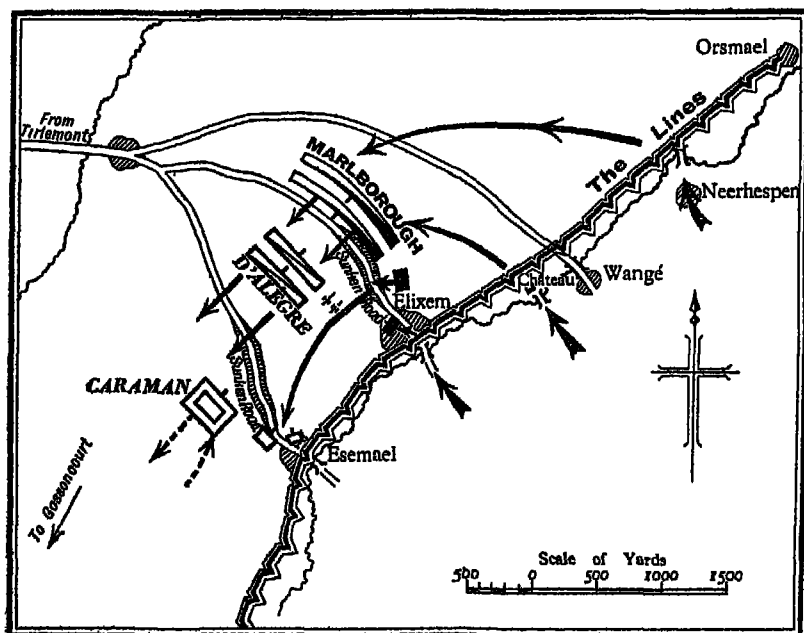 Orsmael
From
Tirlemont
The Lines
MARLBOROUGH
Neerhespen
D'ALEGRE
Sunken Road
Elixem
Château
Wangé
CARAMAN
Sunken Road
Esemael
To Gossoncourt
Scale of Yards
500 0 500 1000 1500